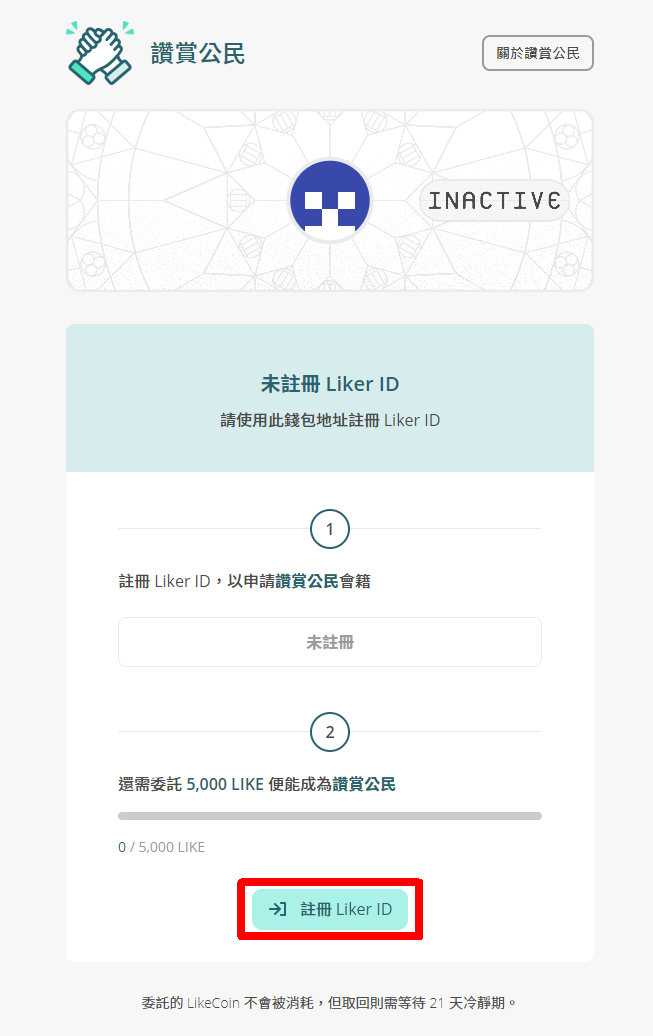 讚賞公民
關於讚賞公民
INACTIVE
未註冊 Liker ID
請使用此錢包地址註冊 Liker ID
1
註冊 Liker ID，以申請讚賞公民會籍
未註冊
2
還需委託 5,000 LIKE 便能成為讚賞公民
0 / 5,000 LIKE
註冊 Liker ID
委託的 LikeCoin 不會被消耗，但取回則需等待 21 天冷靜期。